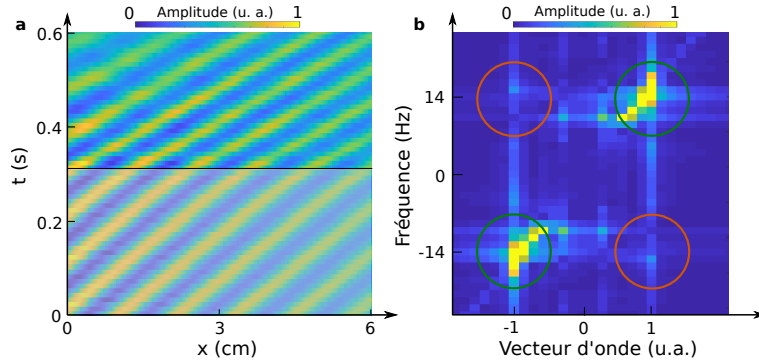 a
0 Amplitude (u. a.) 1
0.6
0.4
0.2
0
t (s)
0 3 6
x (cm)
b
0 Amplitude (u. a.) 1
14
0
-14
Fréquence (Hz)
-1 0 1
Vecteur d'onde (u.a.)